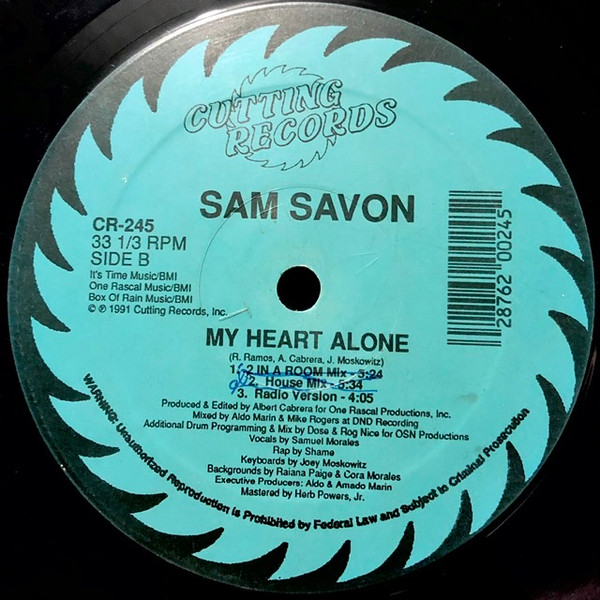 CUTTING
RECORDS
SAM SAVON
CR-245
33 1/3 RPM
SIDE B
It's Time Music/BMI
One Rascal Music/BMI
Box Of Rain Music/BMI
© ℗ 1991 Cutting Records, Inc.
28762 00245
MY HEART ALONE
(R. Ramos, A. Cabrera, J. Moskowitz)
1. 2 IN A ROOM Mix - 5:24
2. House Mix - 5:34
3. Radio Version - 4:05
Produced & Edited by Albert Cabrera for One Rascal Productions, Inc.
Mixed by Aldo Marin & Mike Rogers at DND Recording
Additional Drum Programming & Mix by Dose & Rog Nice for OSN Productions
Vocals by Samuel Morales
Rap by Shame
Keyboards by Joey Moskowitz
Backgrounds by Raiana Paige & Cora Morales
Executive Producers: Aldo & Amado Marin
Mastered by Herb Powers, Jr.
WARNING: Unauthorized Reproduction is Prohibited by Federal Law and Subject to Criminal Prosecution